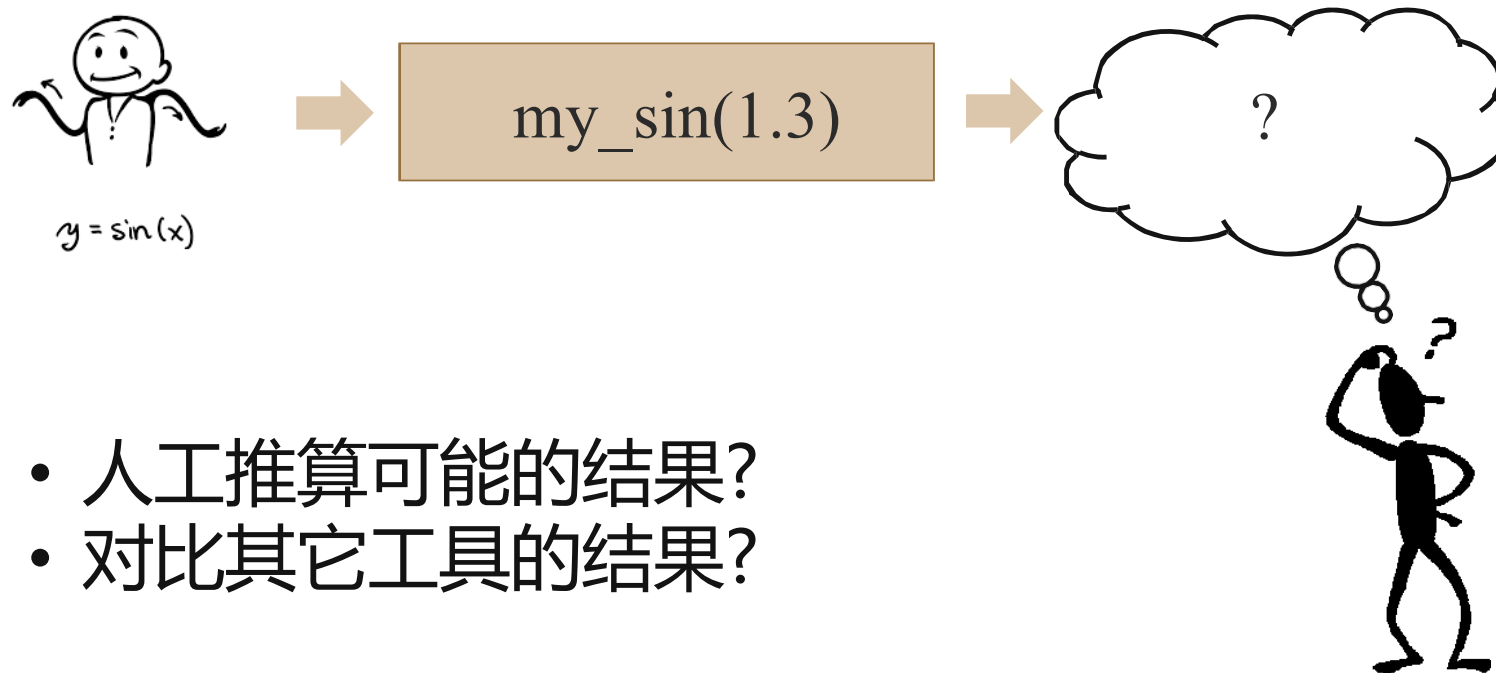 my_sin(1.3)
?
y = sin(x)
?
• 人工推算可能的结果?
• 对比其它工具的结果?